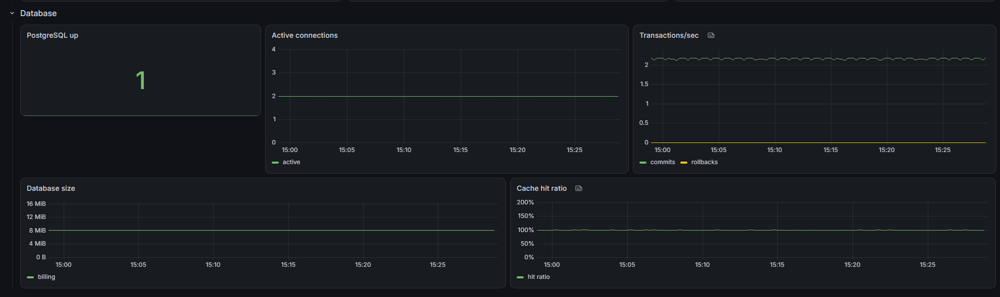 Database
PostgreSQL up
1
Active connections
4
3
2
1
0
15:00 15:05 15:10 15:15 15:20 15:25
active
Transactions/sec
2
1.5
1
0.5
0
15:00 15:05 15:10 15:15 15:20 15:25
commits rollbacks
Database size
16 MiB
12 MiB
8 MiB
4 MiB
0 B
15:00 15:05 15:10 15:15 15:20 15:25
billing
Cache hit ratio
200%
150%
100%
50%
0%
15:00 15:05 15:10 15:15 15:20 15:25
hit ratio